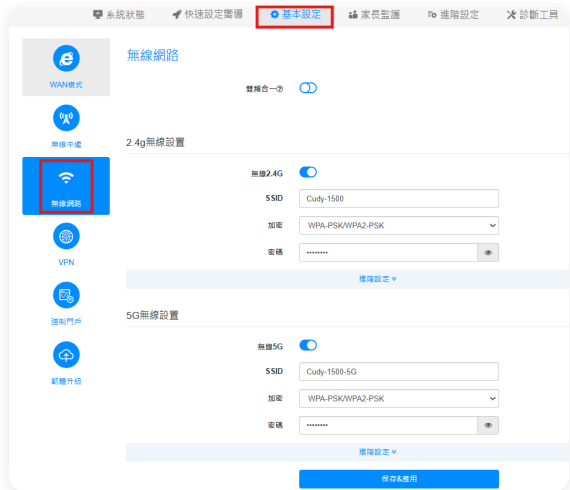 系統狀態 快速設定嚮導 基本設定 家長監護 進階設定 診斷工具
WAN模式
無線中繼
無線網路
VPN
強制門戶
韌體升級
無線網路
雙頻合一?
2.4g無線設置
無線2.4G
SSID Cudy-1500
加密 WPA-PSK/WPA2-PSK
密碼 ••••••••
進階設定
5G無線設置
無線5G
SSID Cudy-1500-5G
加密 WPA-PSK/WPA2-PSK
密碼 ••••••••
進階設定
保存&應用